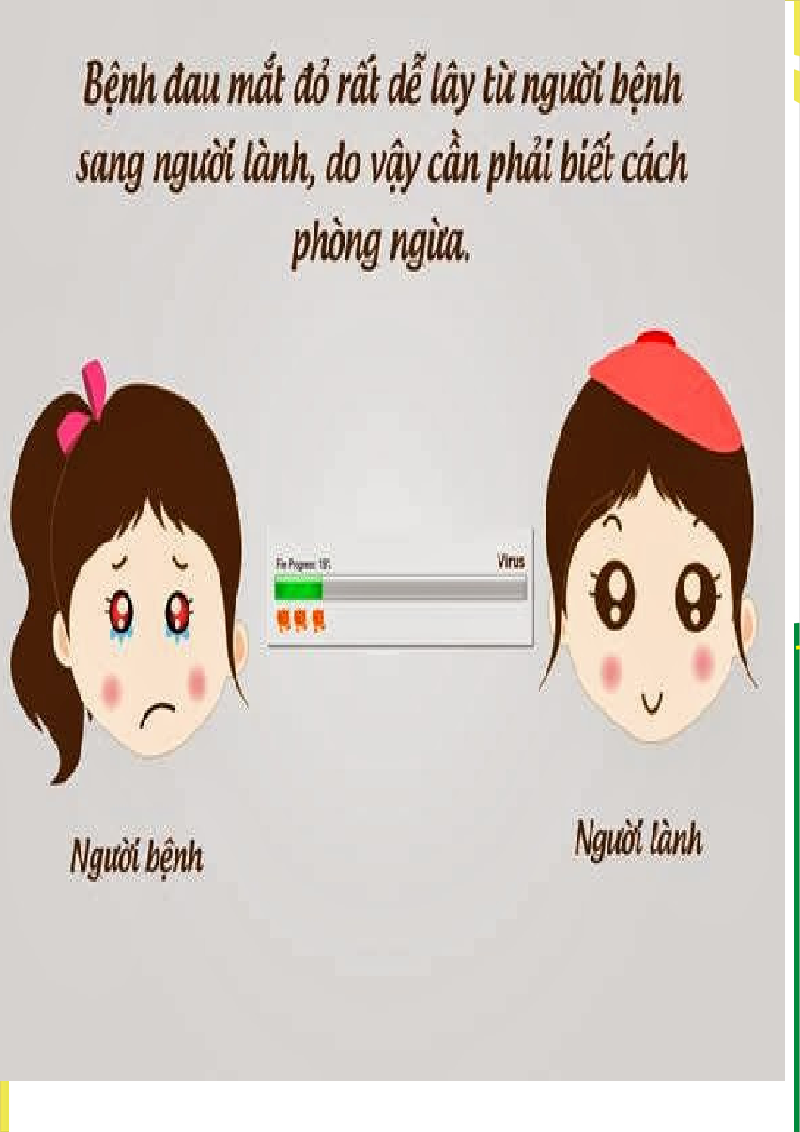 Bệnh đau mắt đỏ rất dễ lây từ người bệnh
sang người lành, do vậy cần phải biết cách
phòng ngừa.
Virus
Người bệnh
Người lành